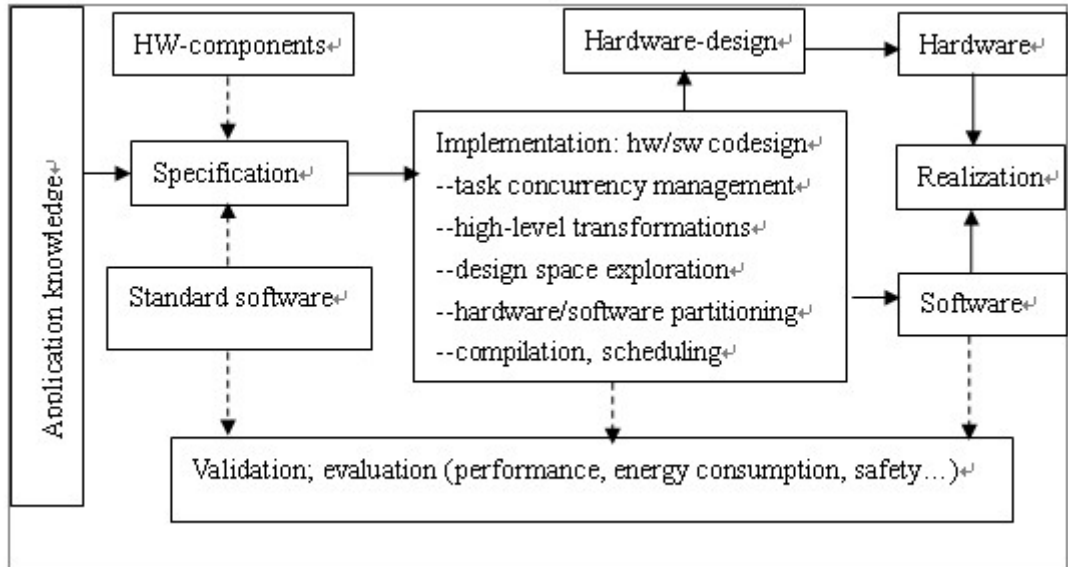 HW-components↵
Hardware-design↵
Hardware↵
Application knowledge↵
Specification↵
Implementation: hw/sw codesign↵
--task concurrency management↵
--high-level transformations↵
--design space exploration↵
--hardware/software partitioning↵
--compilation, scheduling↵
Realization↵
Standard software↵
Software↵
Validation; evaluation (performance, energy consumption, safety…)↵